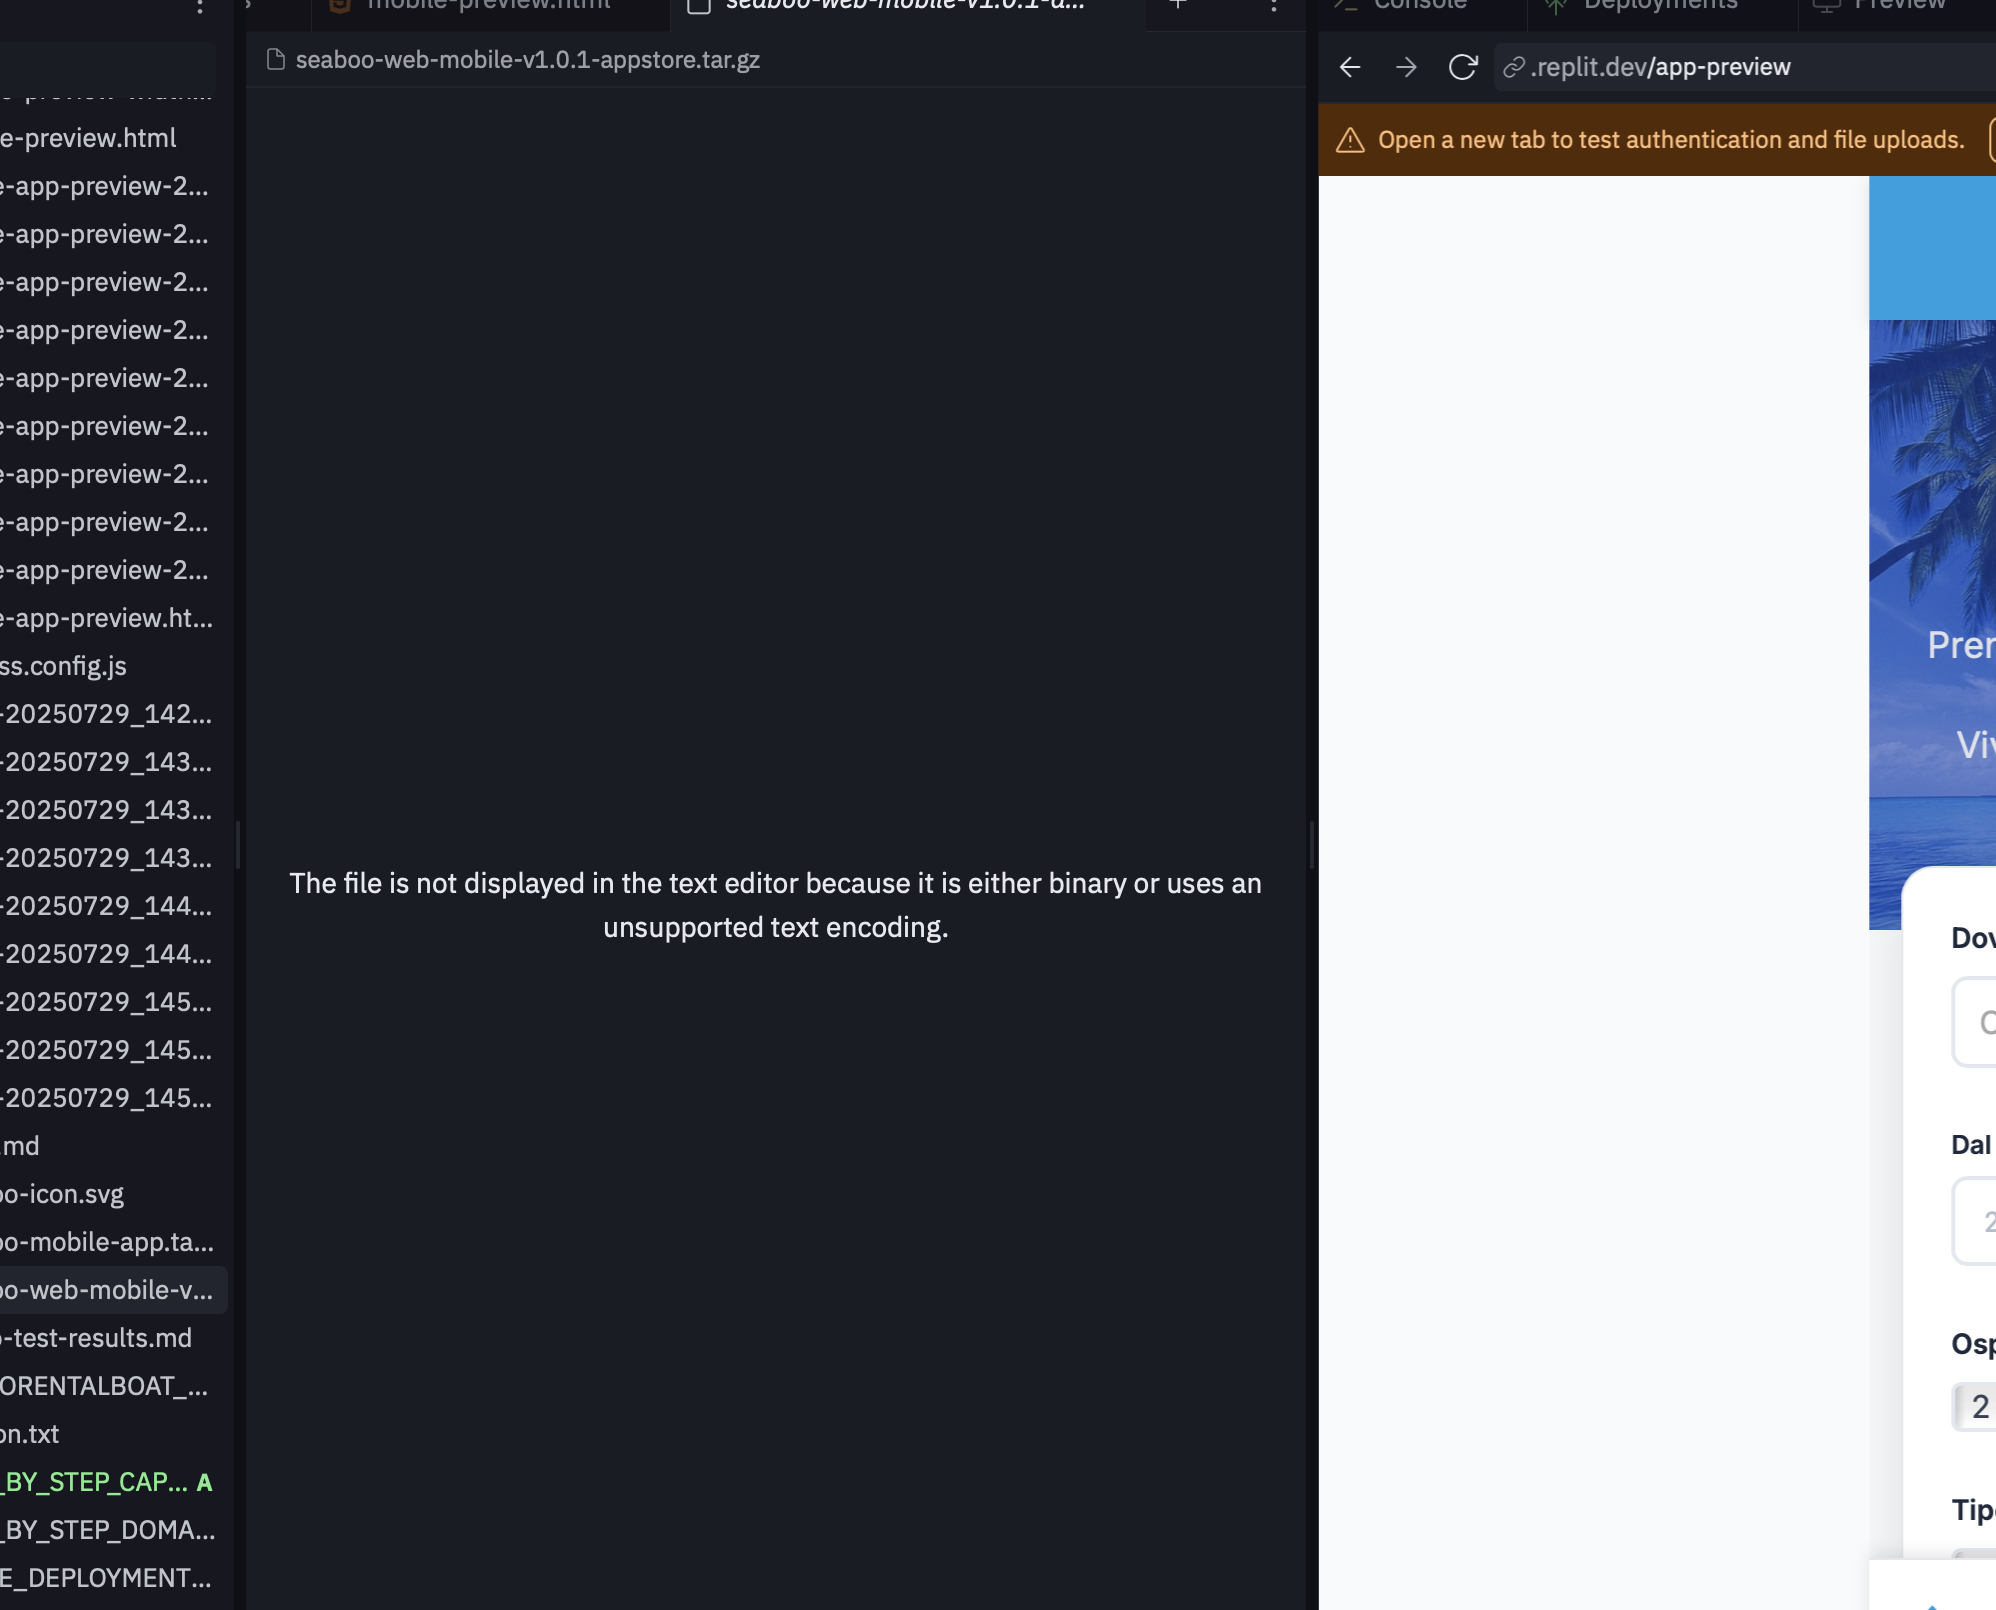 mobile-preview.html
seaboo-web-mobile-v1.0.1-a...
+
Console
Deployments
Preview
seaboo-web-mobile-v1.0.1-appstore.tar.gz
.replit.dev/app-preview
Open a new tab to test authentication and file uploads.
e-preview.html
e-app-preview-2...
e-app-preview-2...
e-app-preview-2...
e-app-preview-2...
e-app-preview-2...
e-app-preview-2...
e-app-preview-2...
e-app-preview-2...
e-app-preview-2...
e-app-preview.ht...
ss.config.js
-20250729_142...
-20250729_143...
-20250729_143...
-20250729_143...
-20250729_144...
-20250729_144...
-20250729_145...
-20250729_145...
-20250729_145...
.md
oo-icon.svg
oo-mobile-app.ta...
oo-web-mobile-v...
o-test-results.md
ORENTALBOAT_...
on.txt
_BY_STEP_CAP... A
_BY_STEP_DOMA...
E_DEPLOYMENT...
The file is not displayed in the text editor because it is either binary or uses an
unsupported text encoding.
Prer
Viv
Dov
C
Dal
2
Osp
2
Tip